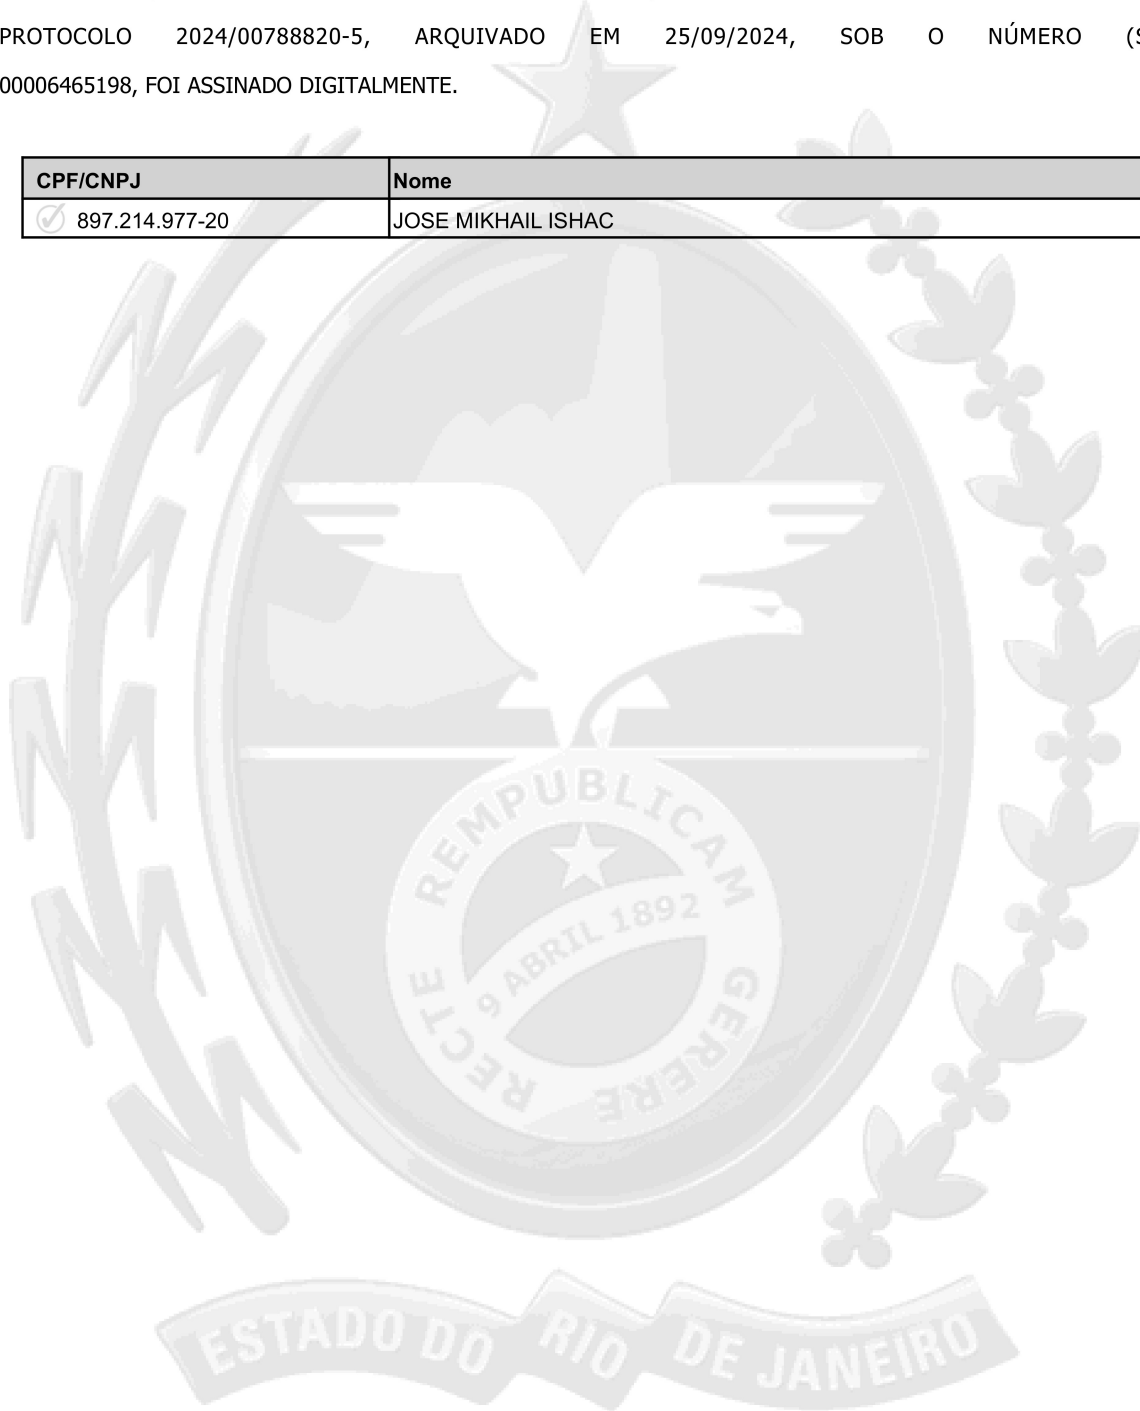 PROTOCOLO 2024/00788820-5, ARQUIVADO EM 25/09/2024, SOB O NÚMERO (S
00006465198, FOI ASSINADO DIGITALMENTE.
CPF/CNPJ Nome
897.214.977-20 JOSE MIKHAIL ISHAC
REMPUBLICAM
9 ABRIL 1892
RECTE GERERE
ESTADO DO RIO DE JANEIRO